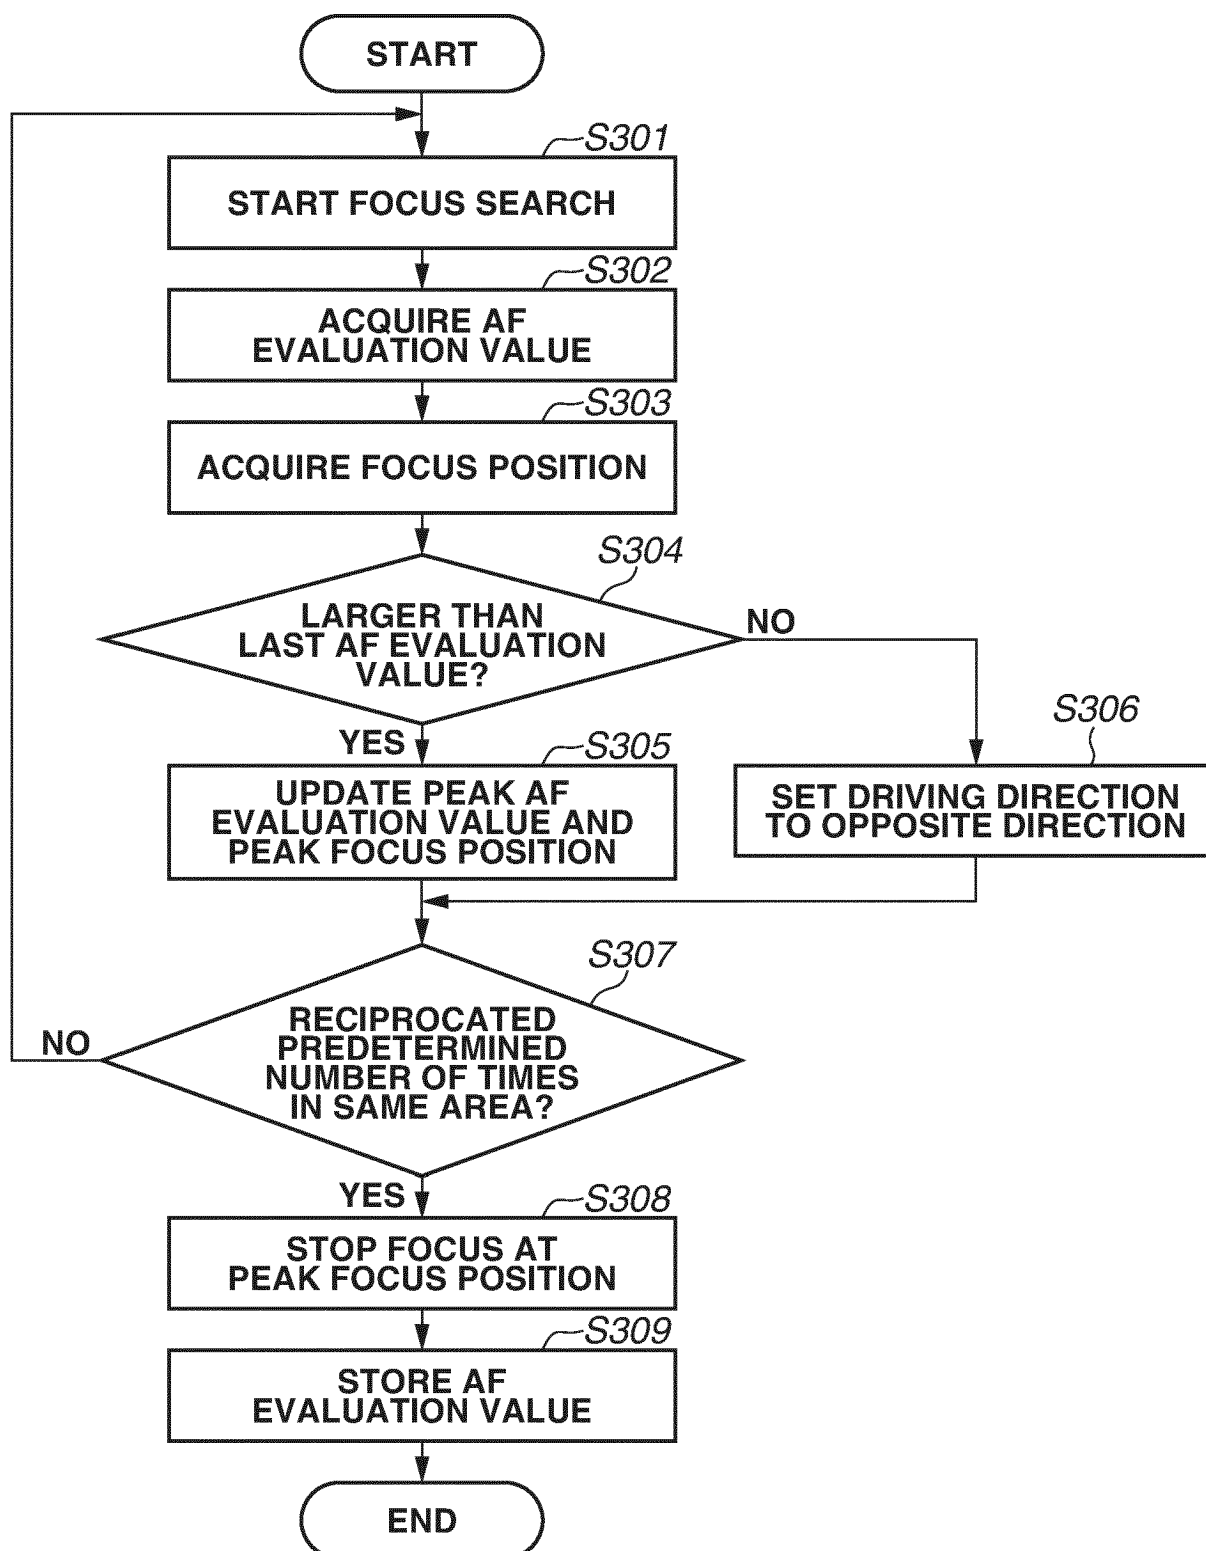 START
S301
START FOCUS SEARCH
S302
ACQUIRE AF
EVALUATION VALUE
S303
ACQUIRE FOCUS POSITION
S304
LARGER THAN
LAST AF EVALUATION
VALUE?
NO
YES
S305
UPDATE PEAK AF
EVALUATION VALUE AND
PEAK FOCUS POSITION
S306
SET DRIVING DIRECTION
TO OPPOSITE DIRECTION
S307
RECIPROCATED
PREDETERMINED
NUMBER OF TIMES
IN SAME AREA?
NO
YES
S308
STOP FOCUS AT
PEAK FOCUS POSITION
S309
STORE AF
EVALUATION VALUE
END